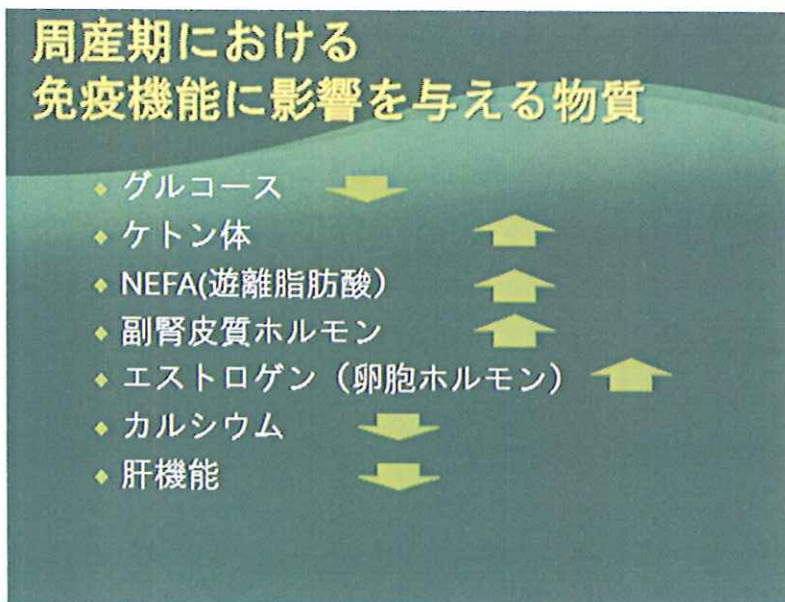 周産期における
免疫機能に影響を与える物質
グルコース
ケトン体
NEFA(遊離脂肪酸）
副腎皮質ホルモン
エストロゲン（卵胞ホルモン）
カルシウム
肝機能